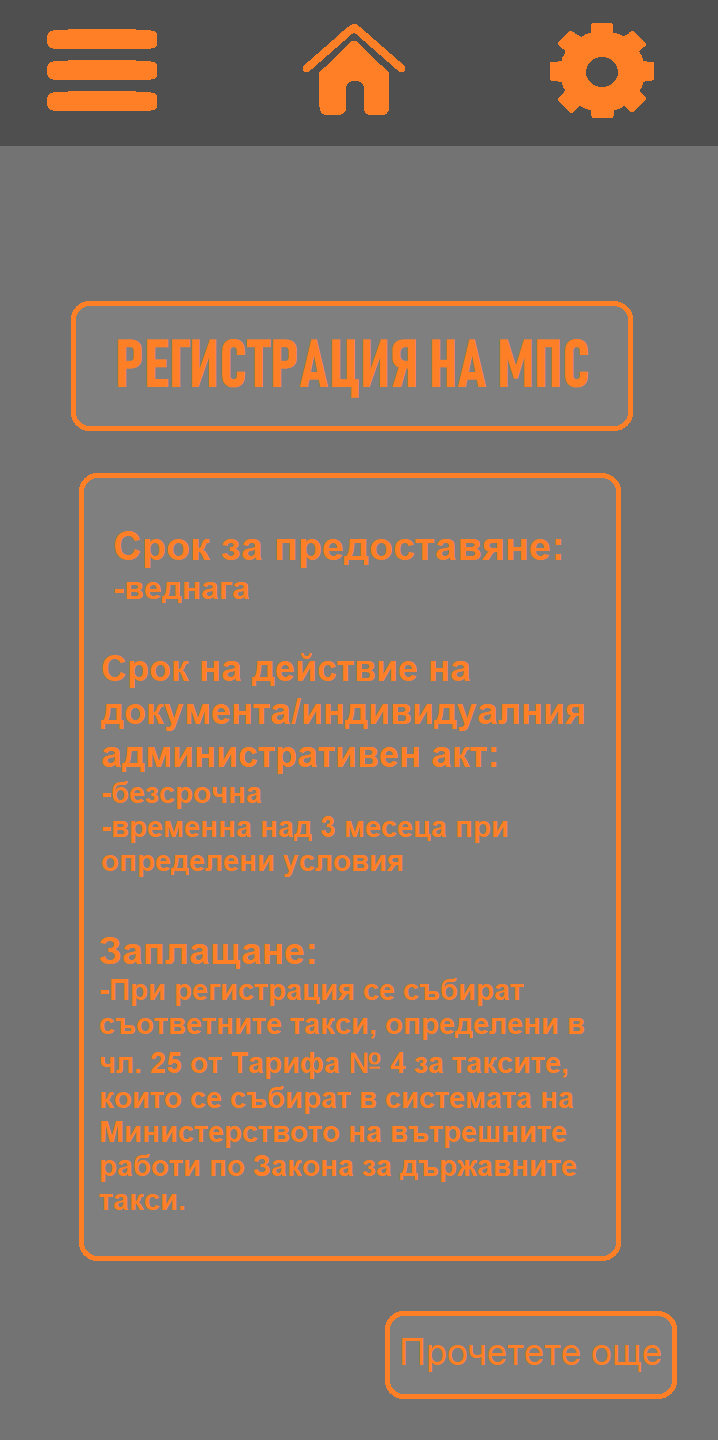 РЕГИСТРАЦИЯ НА МПС
Срок за предоставяне:
-веднага
Срок на действие на
документа/индивидуалния
административен акт:
-безсрочна
-временна над 3 месеца при
определени условия
Заплащане:
-При регистрация се събират
съответните такси, определени в
чл. 25 от Тарифа № 4 за таксите,
които се събират в системата на
Министерството на вътрешните
работи по Закона за държавните
такси.
Прочетете още